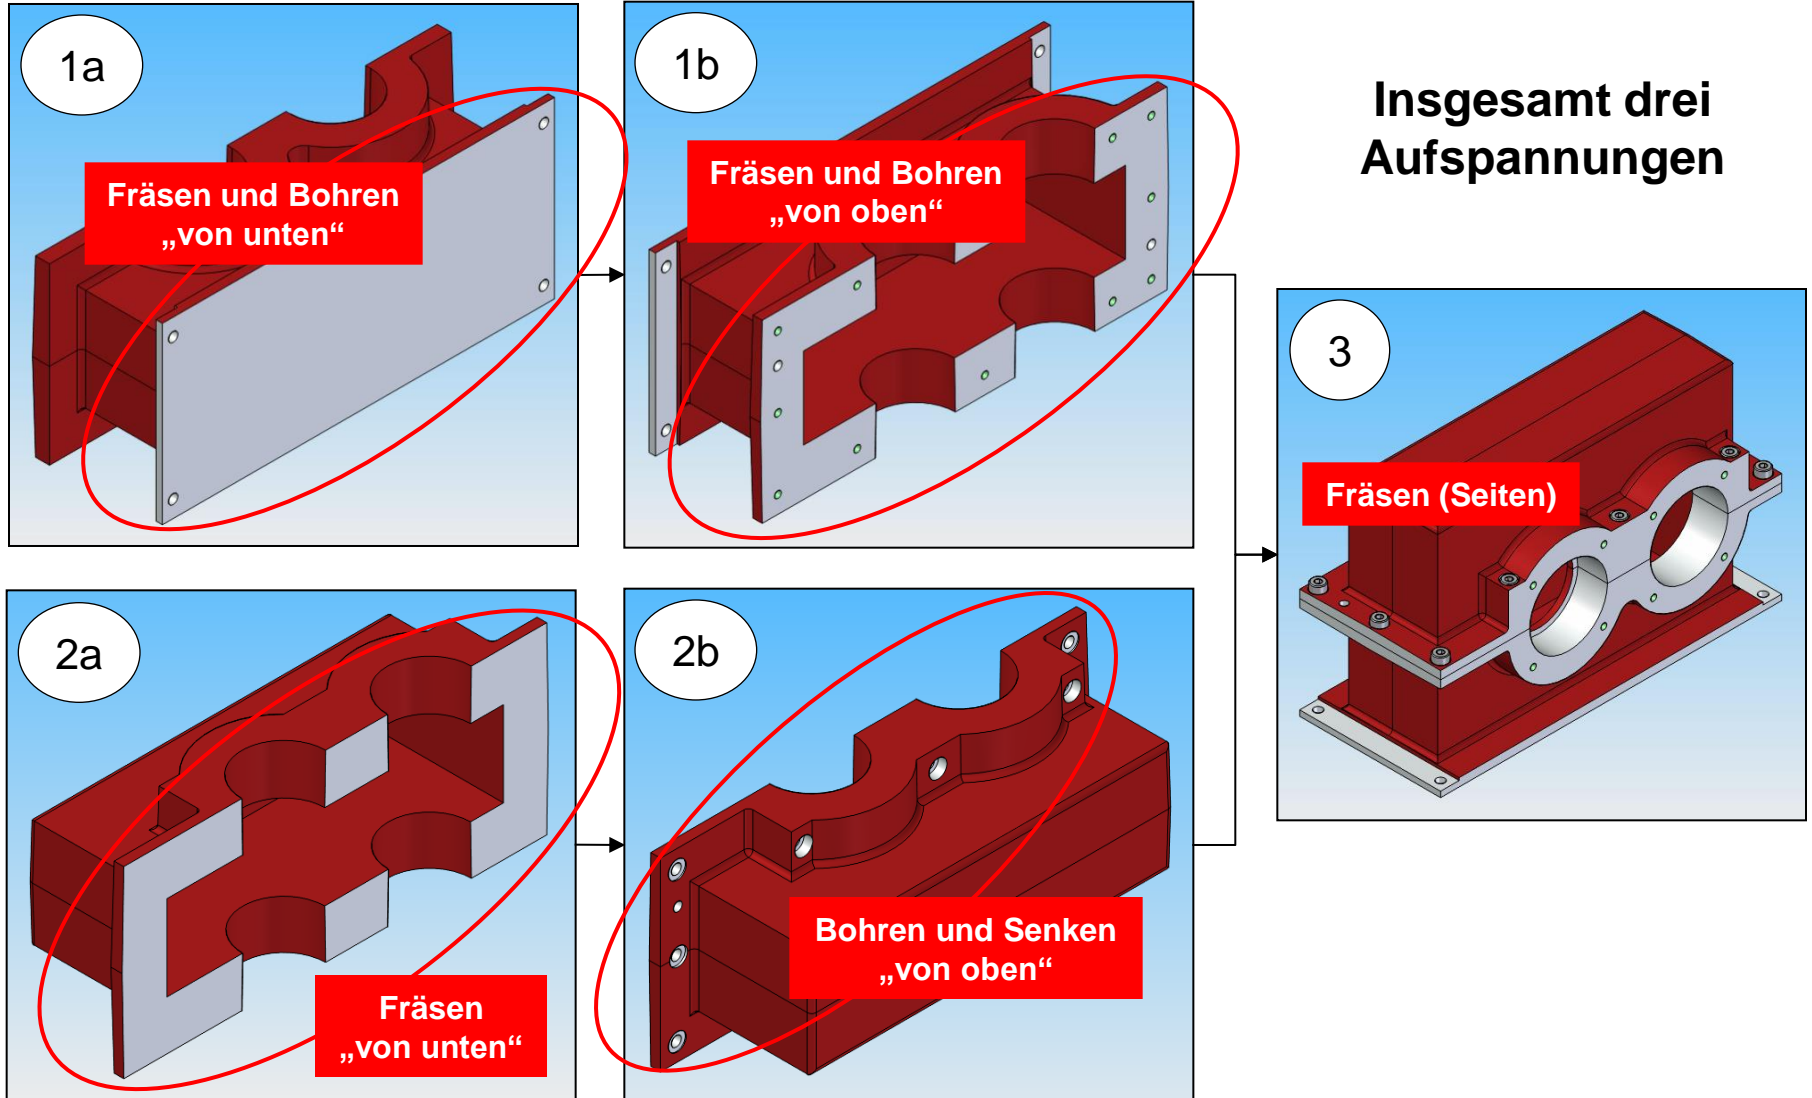 1a
Fräsen und Bohren
„von unten“
1b
Fräsen und Bohren
„von oben“
Insgesamt drei
Aufspannungen
2a
Fräsen
„von unten“
2b
Bohren und Senken
„von oben“
3
Fräsen (Seiten)